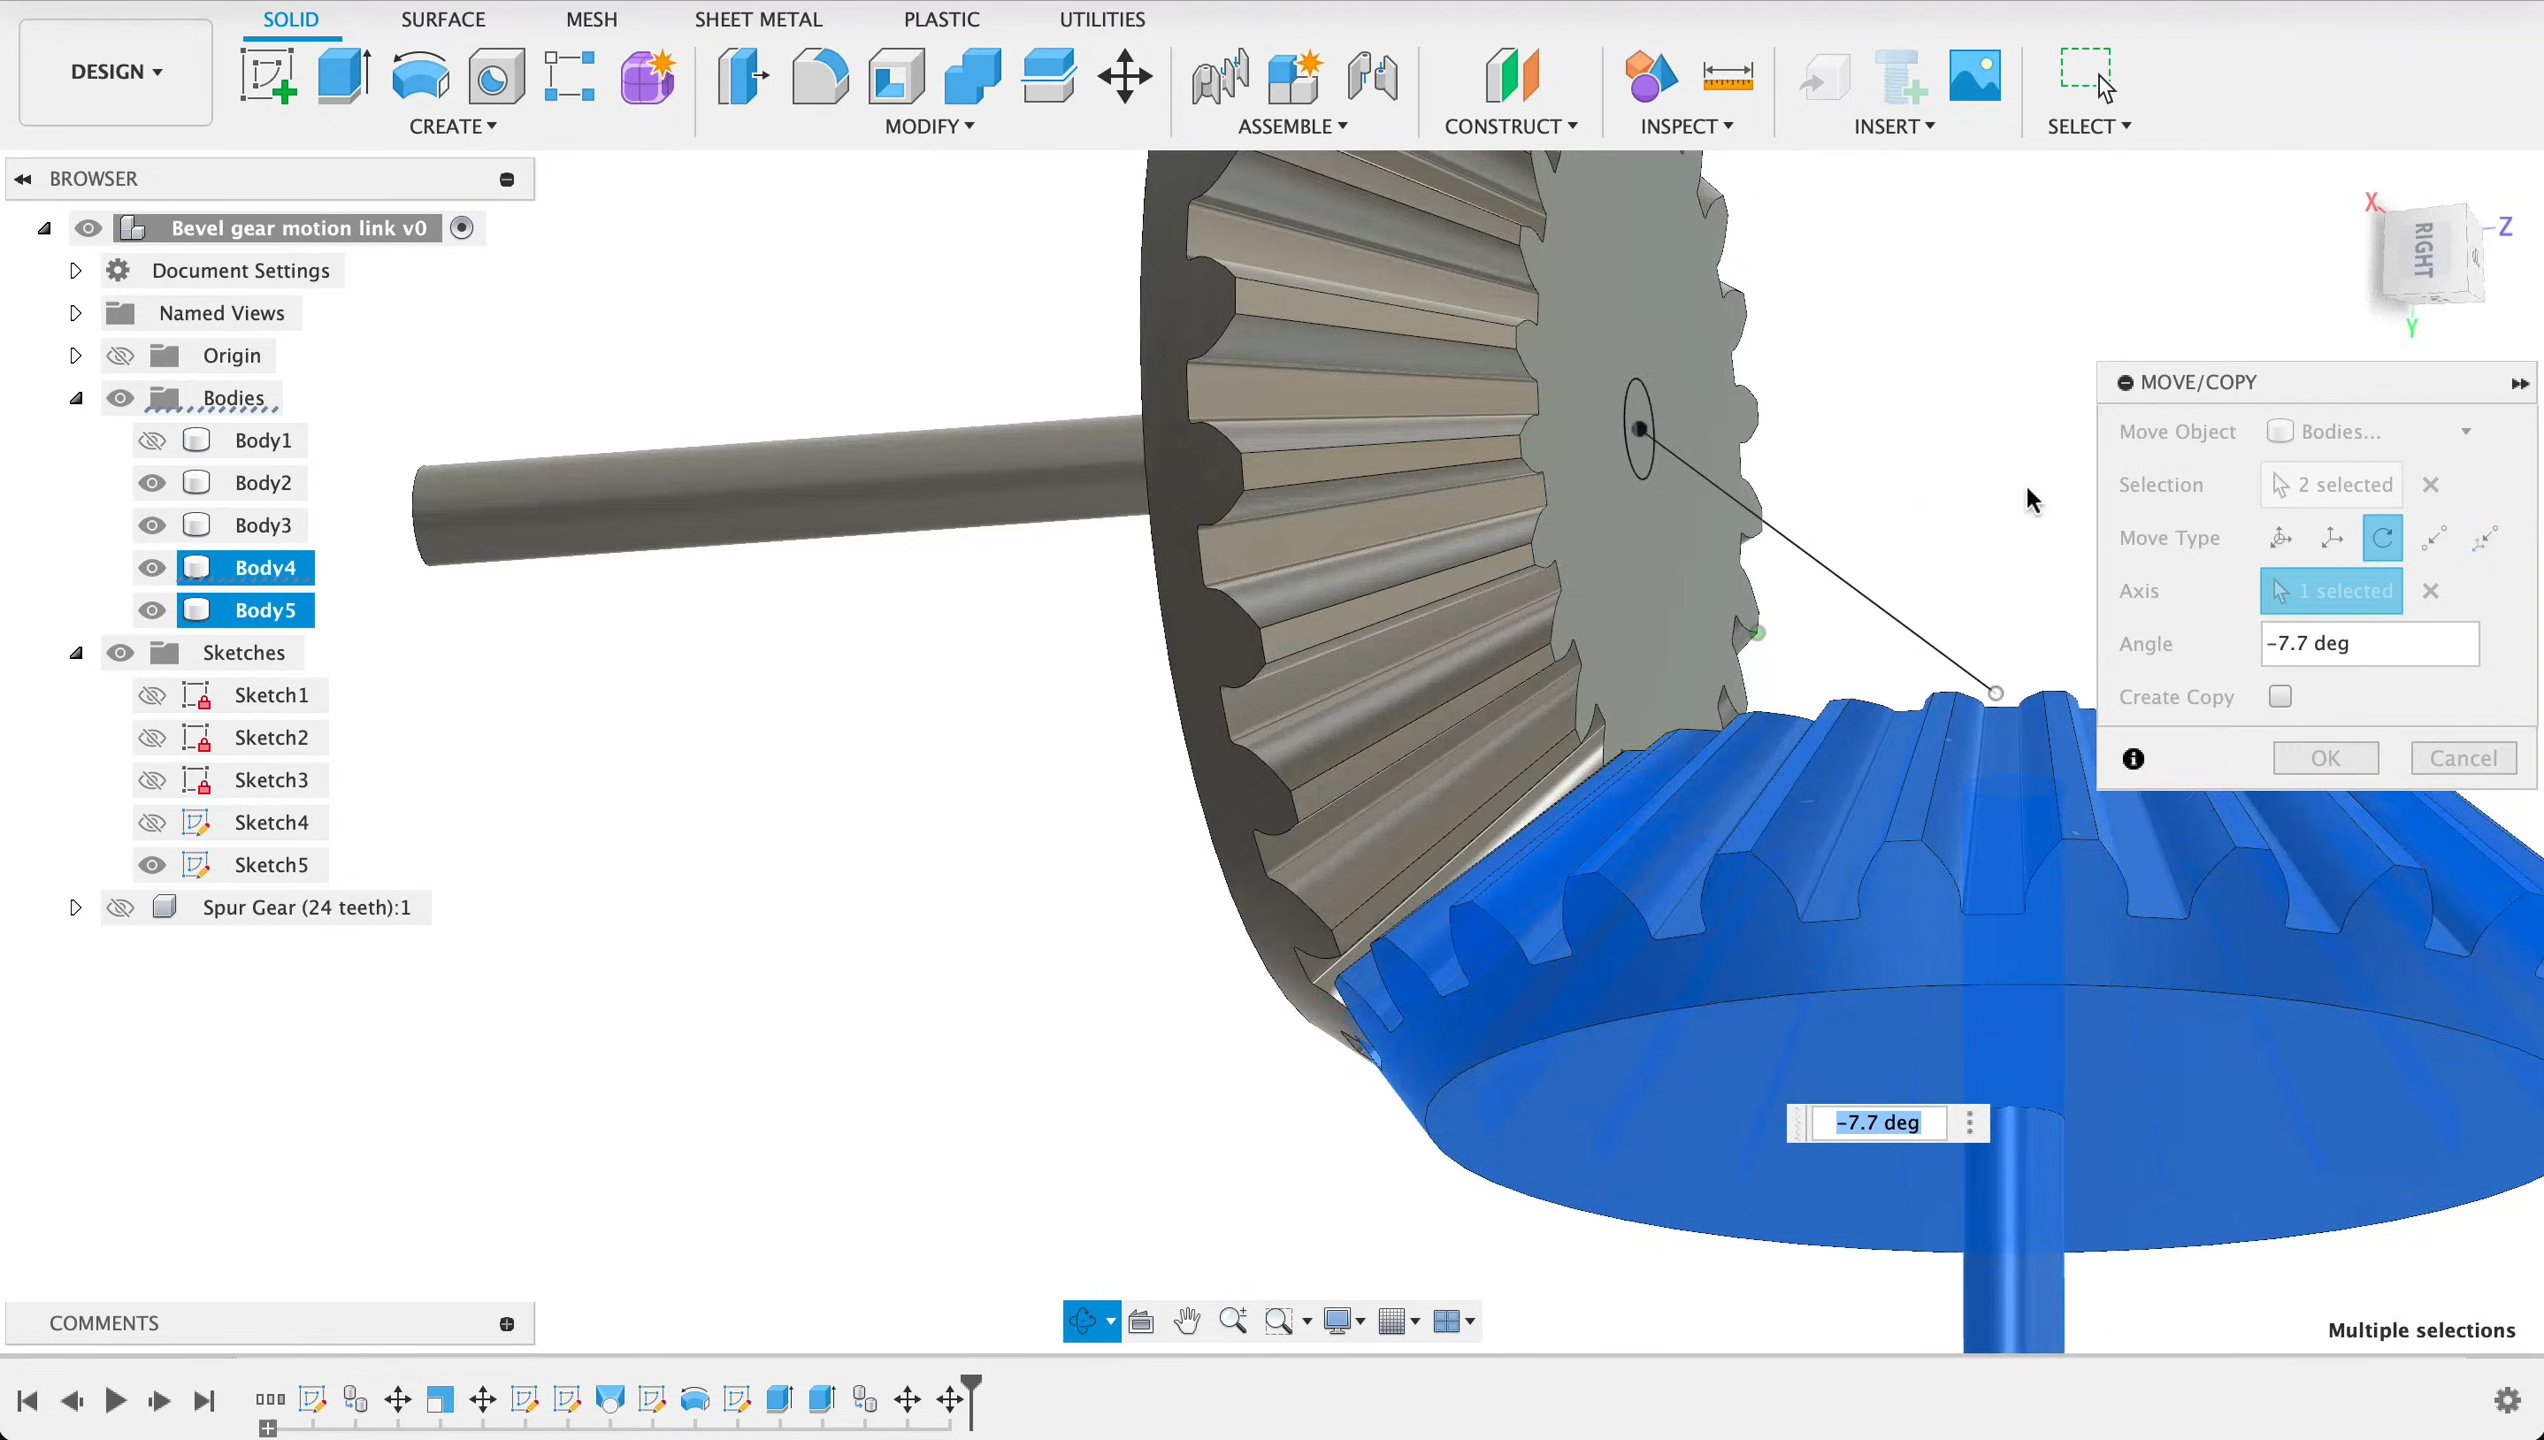 SOLID SURFACE MESH SHEET METAL PLASTIC UTILITIES
DESIGN
CREATE MODIFY ASSEMBLE CONSTRUCT INSPECT INSERT SELECT
BROWSER
Bevel gear motion link v0
Document Settings
Named Views
Origin
Bodies
Body1
Body2
Body3
Body4
Body5
Sketches
Sketch1
Sketch2
Sketch3
Sketch4
Sketch5
Spur Gear (24 teeth):1
X
Z
RIGHT
Y
MOVE/COPY
Move Object Bodies...
Selection 2 selected
Move Type
Axis 1 selected
Angle -7.7 deg
Create Copy
OK Cancel
-7.7 deg
COMMENTS
Multiple selections